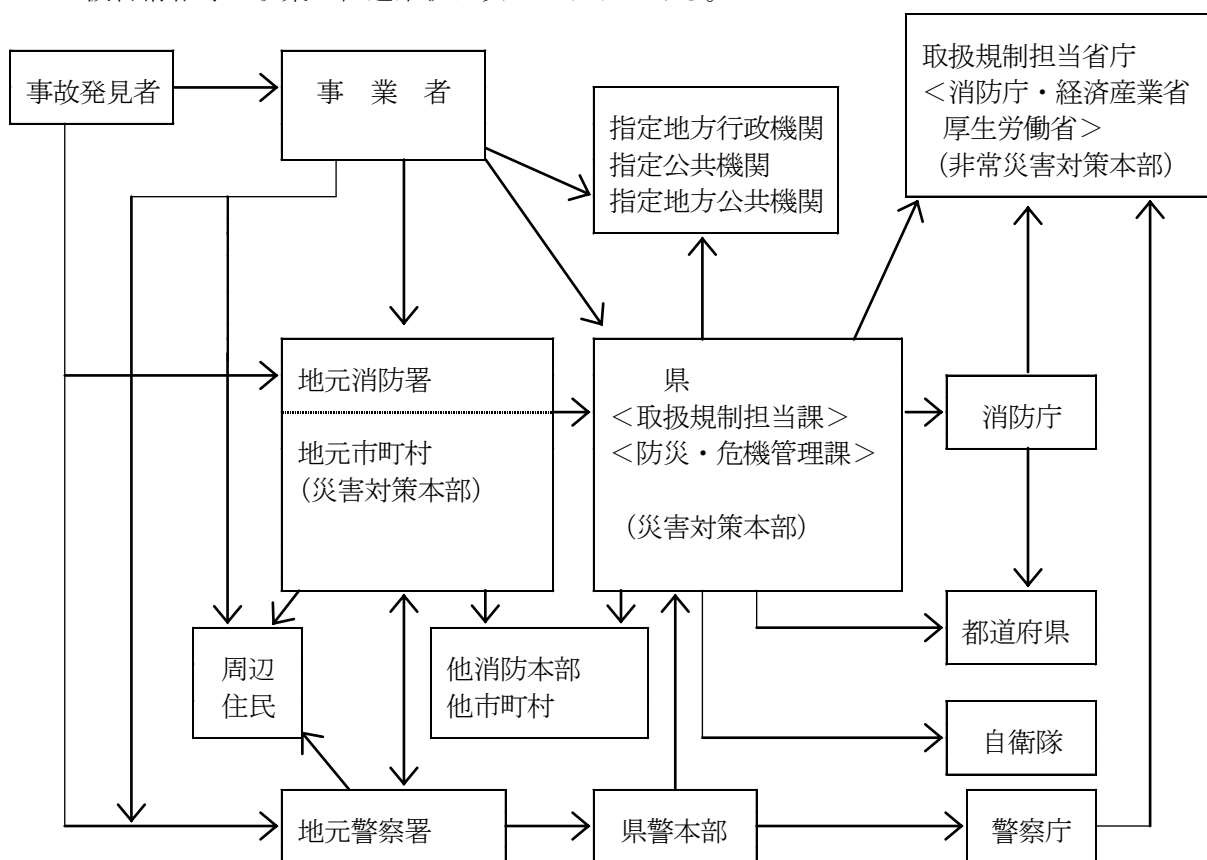 事故発見者
事 業 者
取扱規制担当省庁
<消防庁・経済産業省
厚生労働省>
(非常災害対策本部)
指定地方行政機関
指定公共機関
指定地方公共機関
地元消防署
地元市町村
(災害対策本部)
県
<取扱規制担当課>
<防災・危機管理課>
(災害対策本部)
消防庁
周辺
住民
他消防本部
他市町村
都道府県
自衛隊
地元警察署
県警本部
警察庁